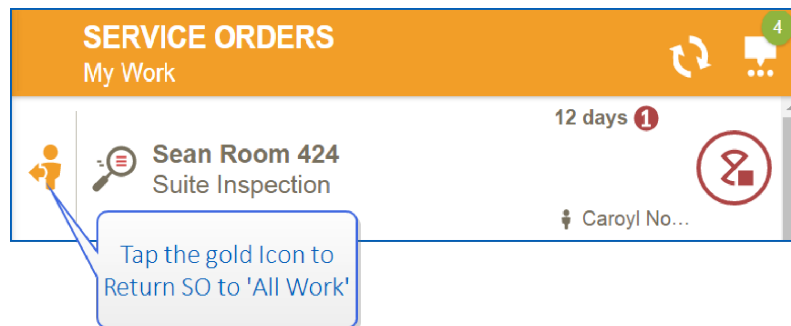 SERVICE ORDERS
My Work
4
12 days 1
Sean Room 424
Suite Inspection
Caroyl No...
Tap the gold Icon to
Return SO to 'All Work'